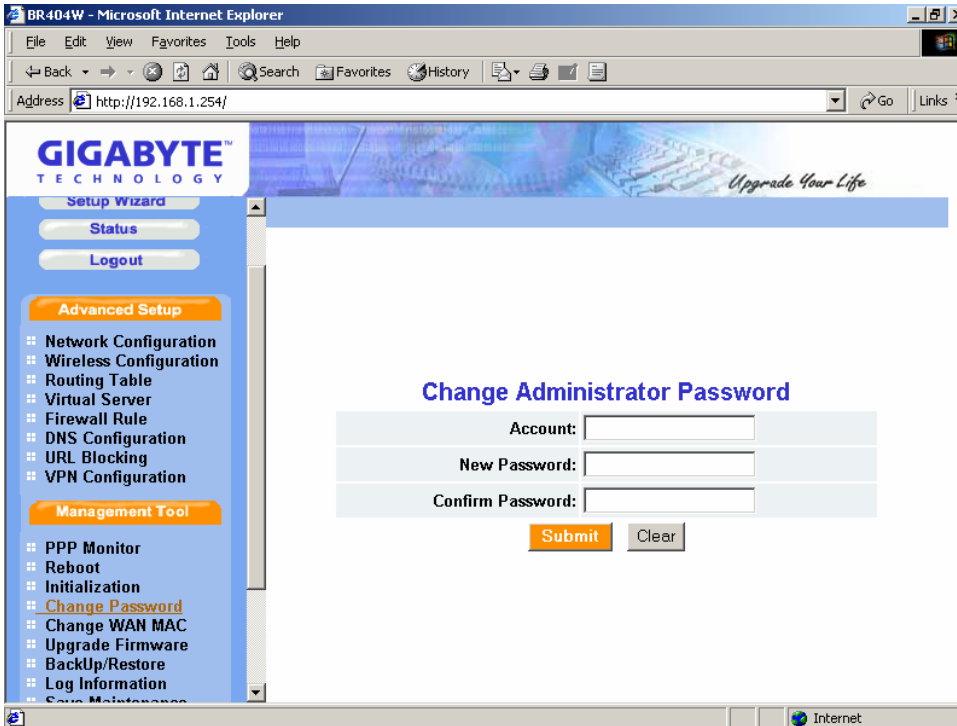 BR404W - Microsoft Internet Explorer
File Edit View Favorites Tools Help
Back Search Favorites History
Address http://192.168.1.254/ Go Links
GIGABYTE™
TECHNOLOGY
Upgrade Your Life
Setup Wizard
Status
Logout
Advanced Setup
Network Configuration
Wireless Configuration
Routing Table
Virtual Server
Firewall Rule
DNS Configuration
URL Blocking
VPN Configuration
Management Tool
PPP Monitor
Reboot
Initialization
Change Password
Change WAN MAC
Upgrade Firmware
BackUp/Restore
Log Information
Save Maintenance
Change Administrator Password
Account:
New Password:
Confirm Password:
Submit Clear
Internet